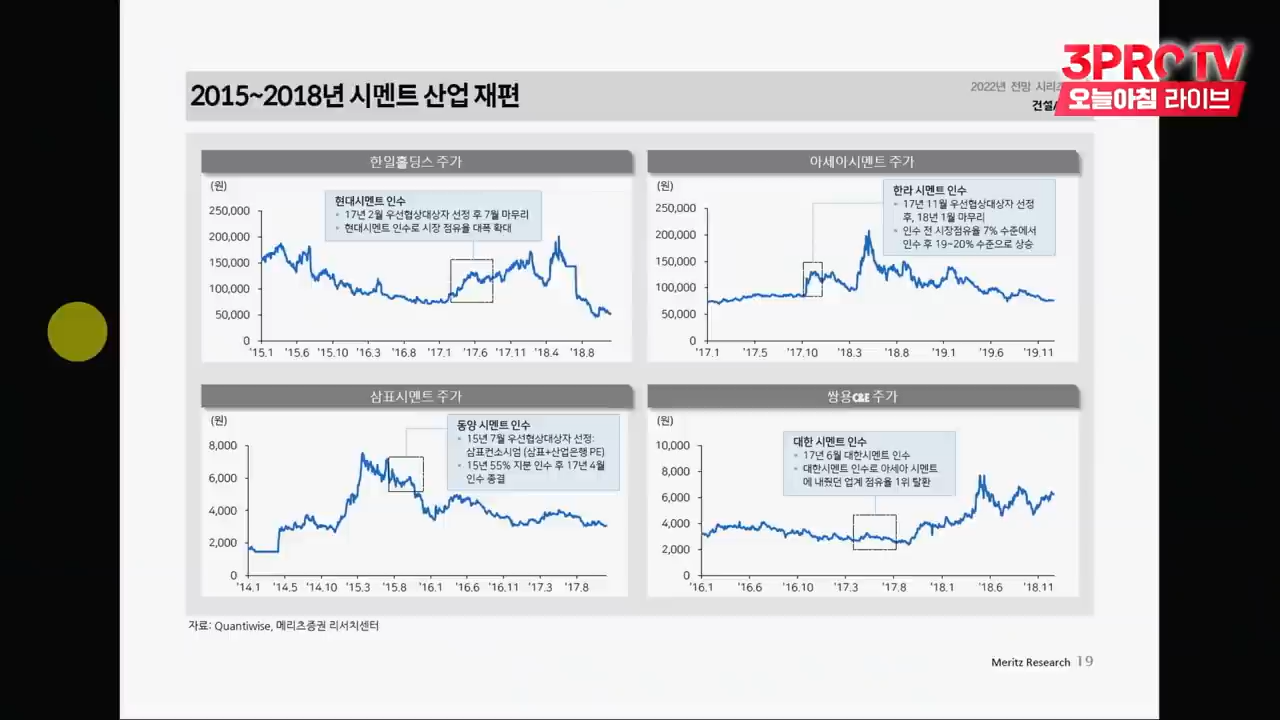 3PROTV
오늘아침 라이브
2015~2018년 시멘트 산업 재편
2022년 전망 시리즈
건설/
한일홀딩스 주가
(원)
250,000
200,000
150,000
100,000
50,000
0
현대시멘트 인수
• 17년 2월 우선협상대상자 선정 후 7월 마무리
• 현대시멘트 인수로 시장 점유율 대폭 확대
'15.1 '15.6 '15.10 '16.3 '16.8 '17.1 '17.6 '17.11 '18.4 '18.8
아세아시멘트 주가
(원)
250,000
200,000
150,000
100,000
50,000
0
한라 시멘트 인수
• 17년 11월 우선협상대상자 선정
후, 18년 1월 마무리
• 인수 전 시장점유율 7% 수준에서
인수 후 19~20% 수준으로 상승
'17.1 '17.5 '17.10 '18.3 '18.8 '19.1 '19.6 '19.11
삼표시멘트 주가
(원)
8,000
6,000
4,000
2,000
0
동양 시멘트 인수
• 15년 7월 우선협상대상자 선정:
삼표컨소시엄 (삼표+산업은행 PE)
• 15년 55% 지분 인수 후 17년 4월
인수 종결
'14.1 '14.5 '14.10 '15.3 '15.8 '16.1 '16.6 '16.11 '17.3 '17.8
쌍용C&E 주가
(원)
10,000
8,000
6,000
4,000
2,000
0
대한 시멘트 인수
• 17년 6월 대한시멘트 인수
• 대한시멘트 인수로 아세아 시멘트
에 내줬던 업계 점유율 1위 탈환
'16.1 '16.6 '16.10 '17.3 '17.8 '18.1 '18.6 '18.11
자료: Quantiwise, 메리츠증권 리서치센터
Meritz Research 19